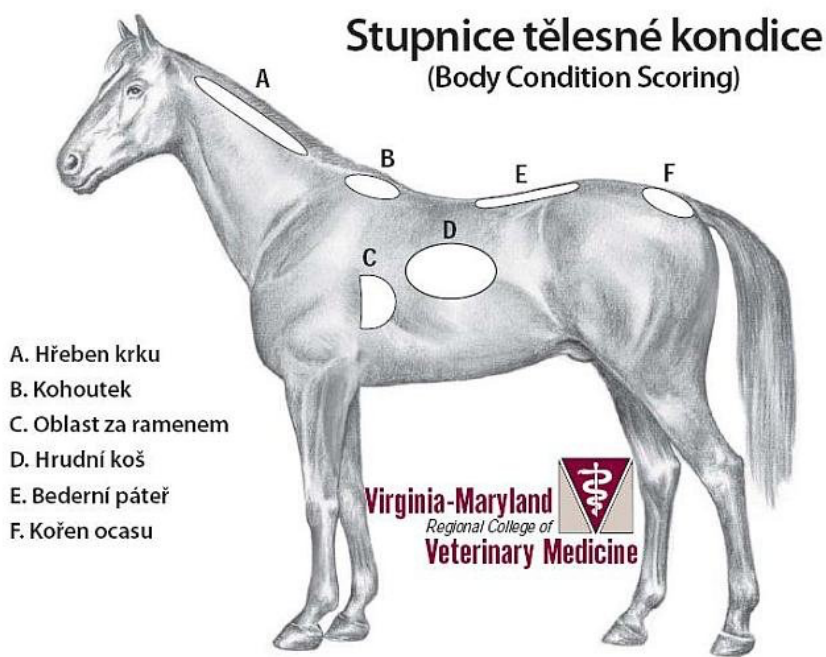 Stupnice tělesné kondice
(Body Condition Scoring)
A
B
E
F
D
C
A. Hřeben krku
B. Kohoutek
C. Oblast za ramenem
D. Hrudní koš
E. Bederní páteř
F. Kořen ocasu
Virginia-Maryland
Regional College of
Veterinary Medicine